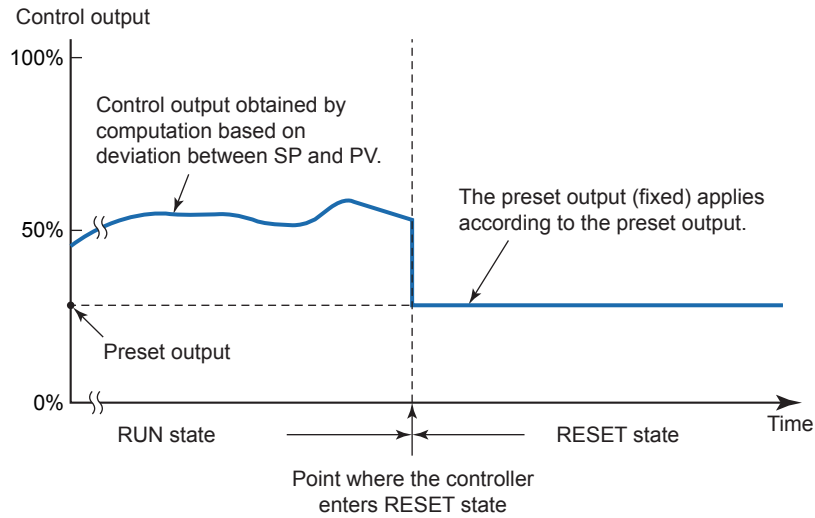 Control output
100%
Control output obtained by
computation based on
deviation between SP and PV.
The preset output (fixed) applies
according to the preset output.
50%
Preset output
0%
Time
RUN state
RESET state
Point where the controller
enters RESET state